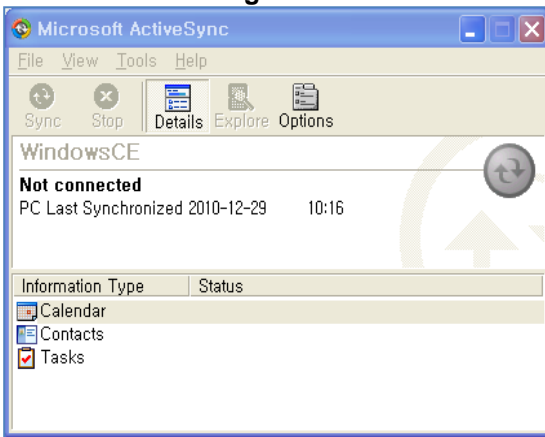 Microsoft ActiveSync
File View Tools Help
Sync Stop Details Explore Options
WindowsCE
Not connected
PC Last Synchronized 2010-12-29 10:16
Information Type Status
Calendar
Contacts
Tasks